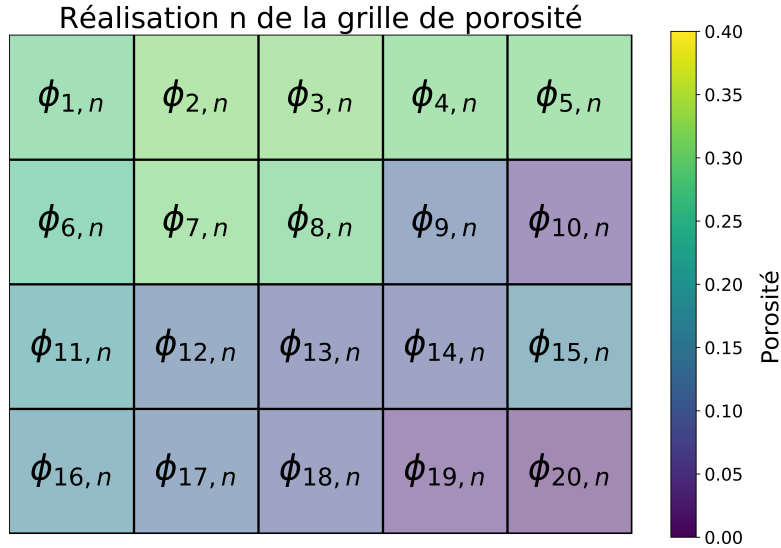 Réalisation n de la grille de porosité
ϕ1, n ϕ2, n ϕ3, n ϕ4, n ϕ5, n
ϕ6, n ϕ7, n ϕ8, n ϕ9, n ϕ10, n
ϕ11, n ϕ12, n ϕ13, n ϕ14, n ϕ15, n
ϕ16, n ϕ17, n ϕ18, n ϕ19, n ϕ20, n
0.40
0.35
0.30
0.25
0.20
0.15
0.10
0.05
0.00
Porosité